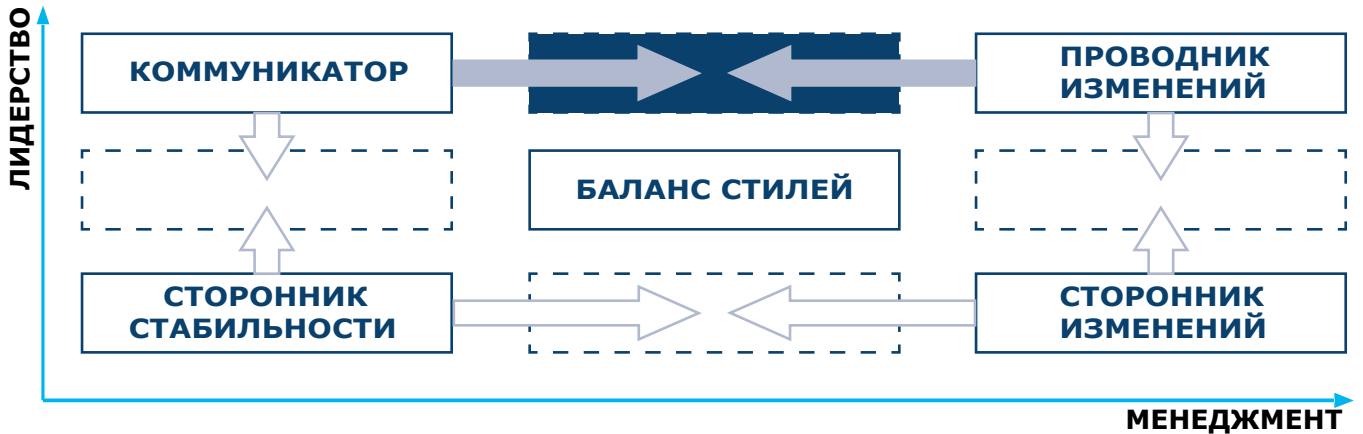 ЛИДЕРСТВО
КОММУНИКАТОР
ПРОВОДНИК
ИЗМЕНЕНИЙ
БАЛАНС СТИЛЕЙ
СТОРОННИК
СТАБИЛЬНОСТИ
СТОРОННИК
ИЗМЕНЕНИЙ
МЕНЕДЖМЕНТ